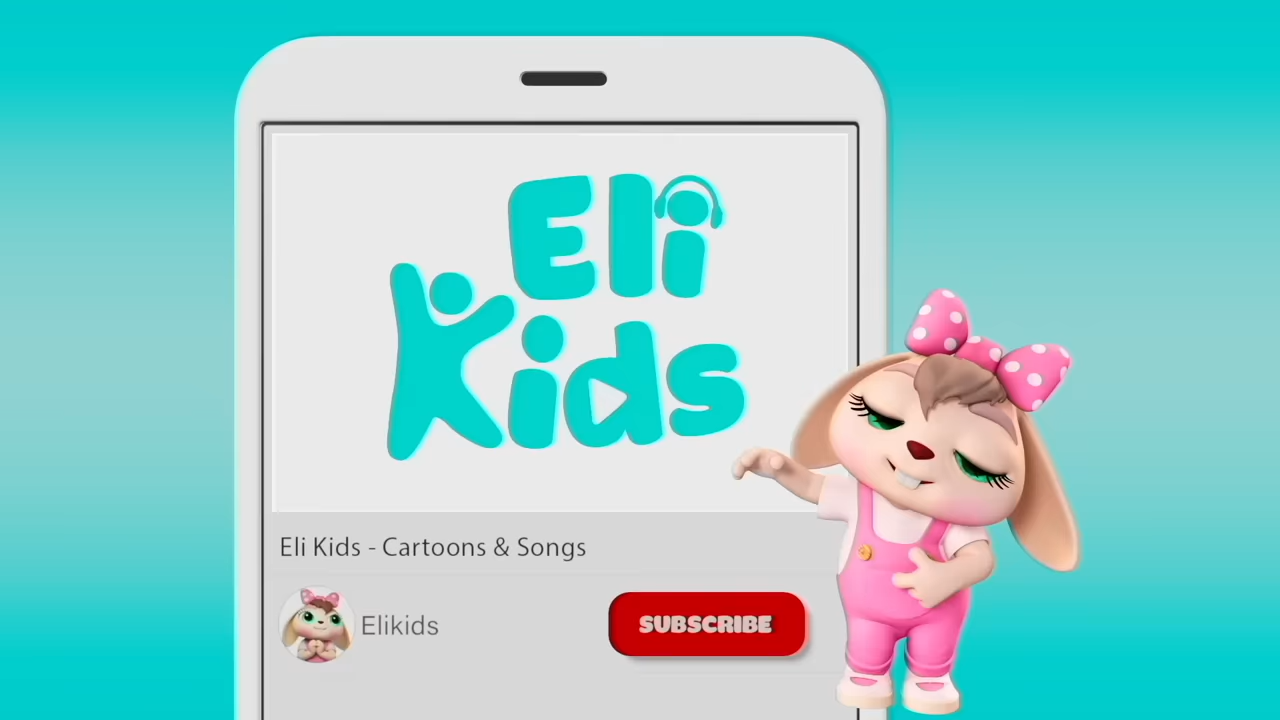 Eli
Kids
Eli Kids - Cartoons & Songs
Elikids
SUBSCRIBE